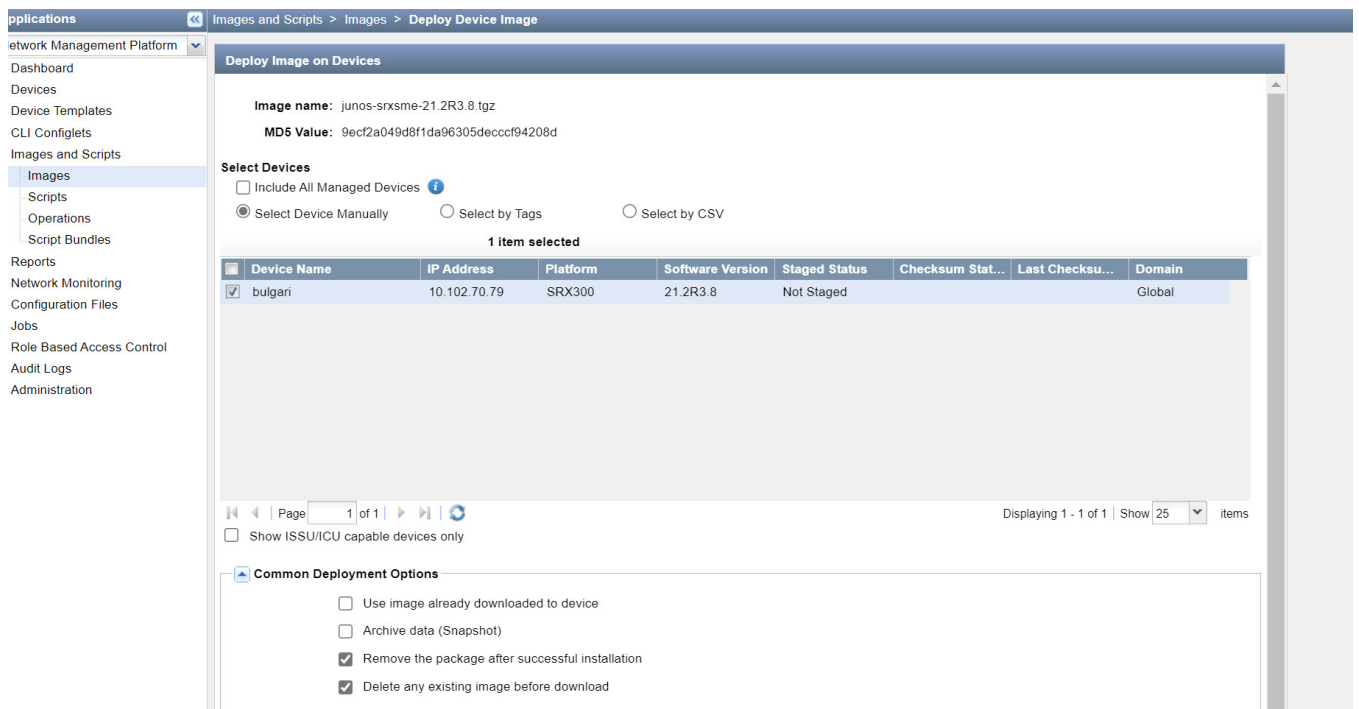 pplications
Images and Scripts > Images > Deploy Device Image
etwork Management Platform
Dashboard
Devices
Device Templates
CLI Configlets
Images and Scripts
Images
Scripts
Operations
Script Bundles
Reports
Network Monitoring
Configuration Files
Jobs
Role Based Access Control
Audit Logs
Administration
Deploy Image on Devices
Image name: junos-srxsme-21.2R3.8.tgz
MD5 Value: 9ecf2a049d8f1da96305decccf94208d
Select Devices
Include All Managed Devices i
Select Device Manually Select by Tags Select by CSV
1 item selected
Device Name IP Address Platform Software Version Staged Status Checksum Stat... Last Checksu... Domain
bulgari 10.102.70.79 SRX300 21.2R3.8 Not Staged Global
Page 1 of 1 Displaying 1 - 1 of 1 Show 25 items
Show ISSU/ICU capable devices only
Common Deployment Options
Use image already downloaded to device
Archive data (Snapshot)
Remove the package after successful installation
Delete any existing image before download